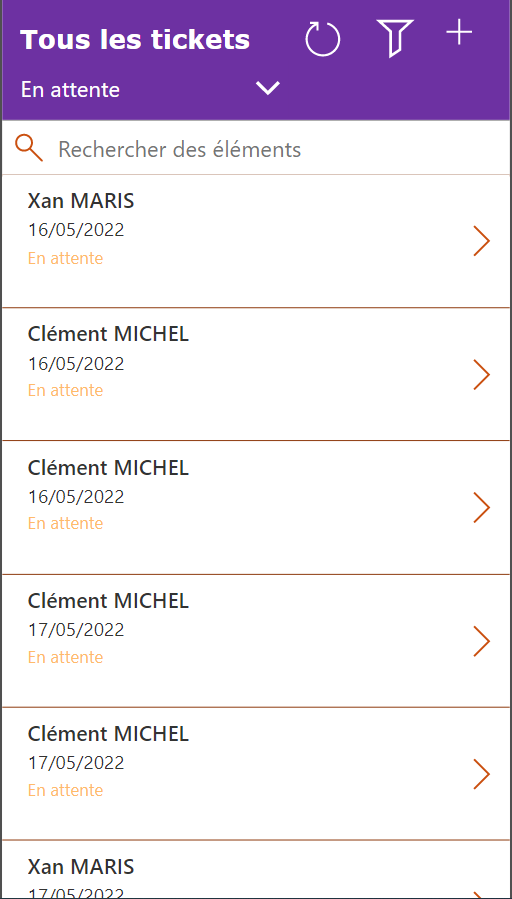 Tous les tickets
En attente
Rechercher des éléments
Xan MARIS
16/05/2022
En attente
Clément MICHEL
16/05/2022
En attente
Clément MICHEL
16/05/2022
En attente
Clément MICHEL
17/05/2022
En attente
Clément MICHEL
17/05/2022
En attente
Xan MARIS
17/05/2022